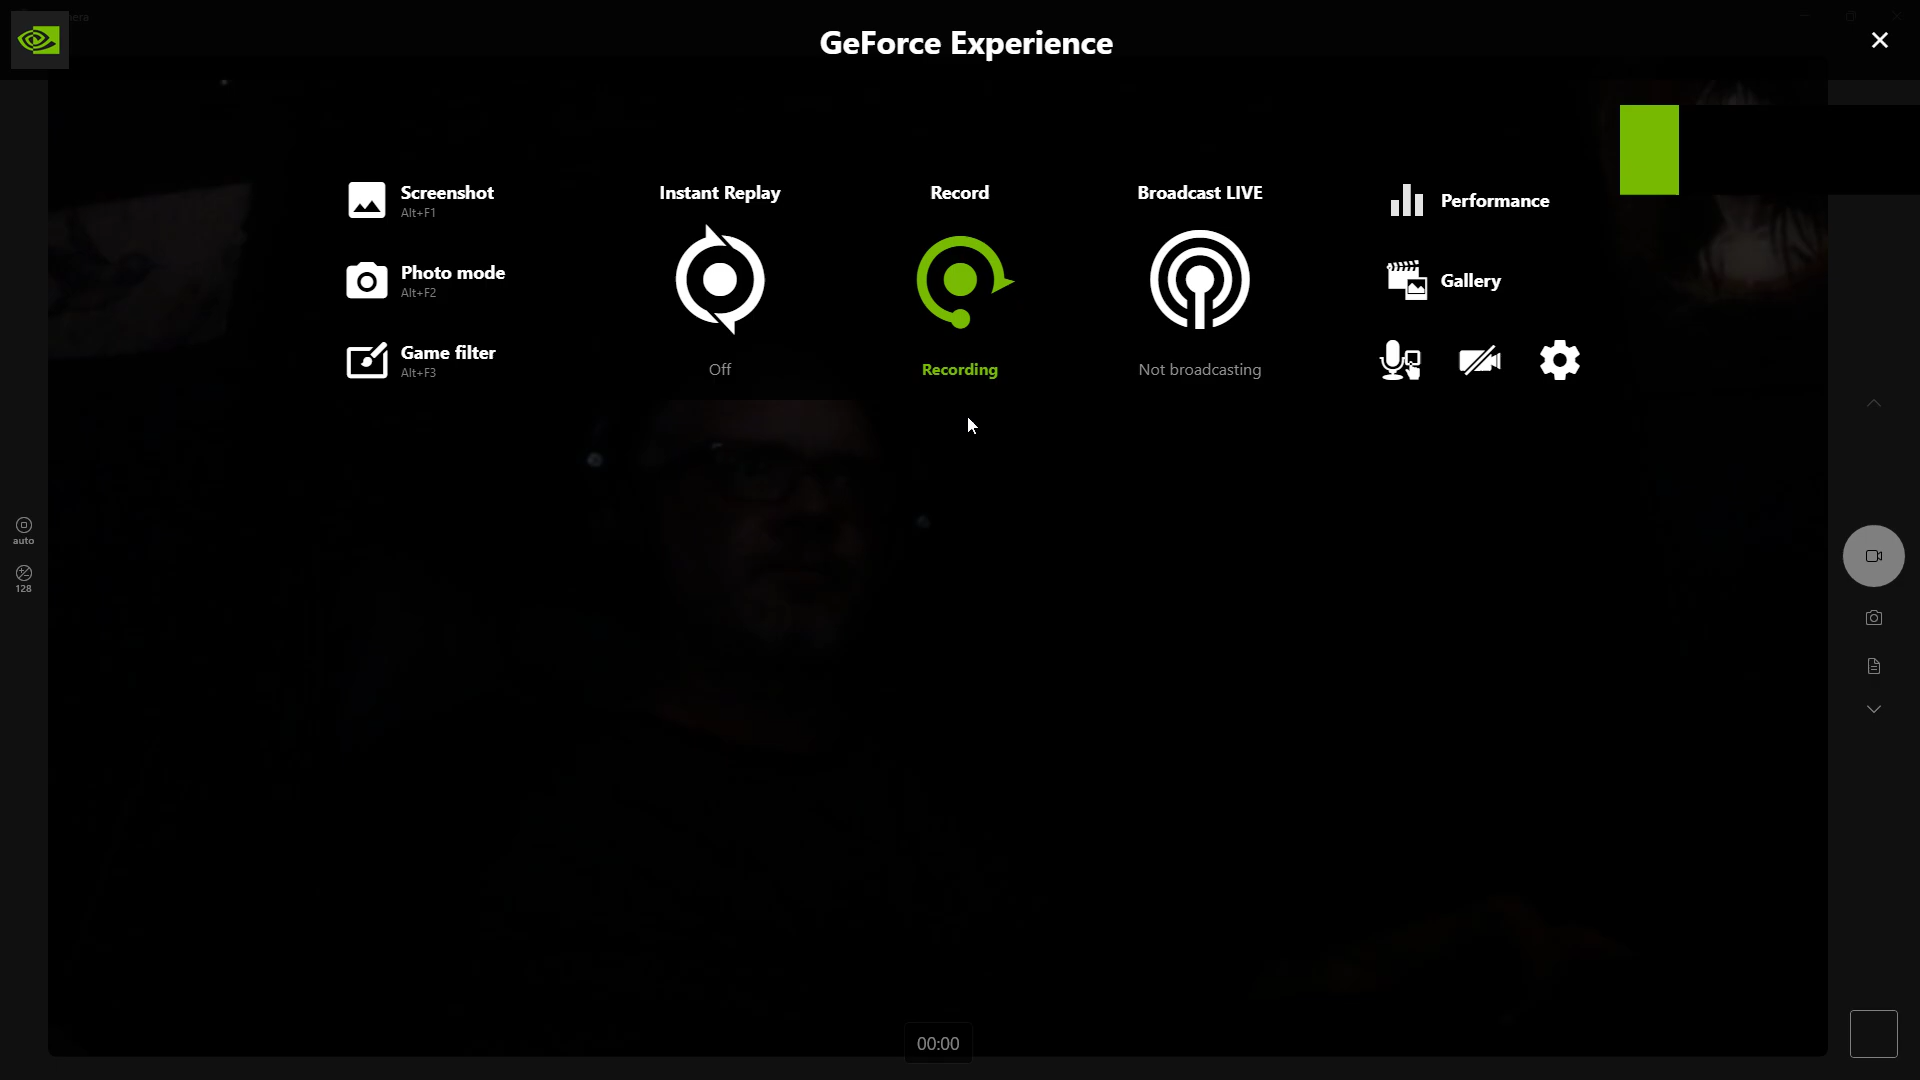 GeForce Experience
Screenshot
Alt+F1
Photo mode
Alt+F2
Game filter
Alt+F3
Instant Replay
Off
Record
Recording
Broadcast LIVE
Not broadcasting
Performance
Gallery
auto
128
00:00